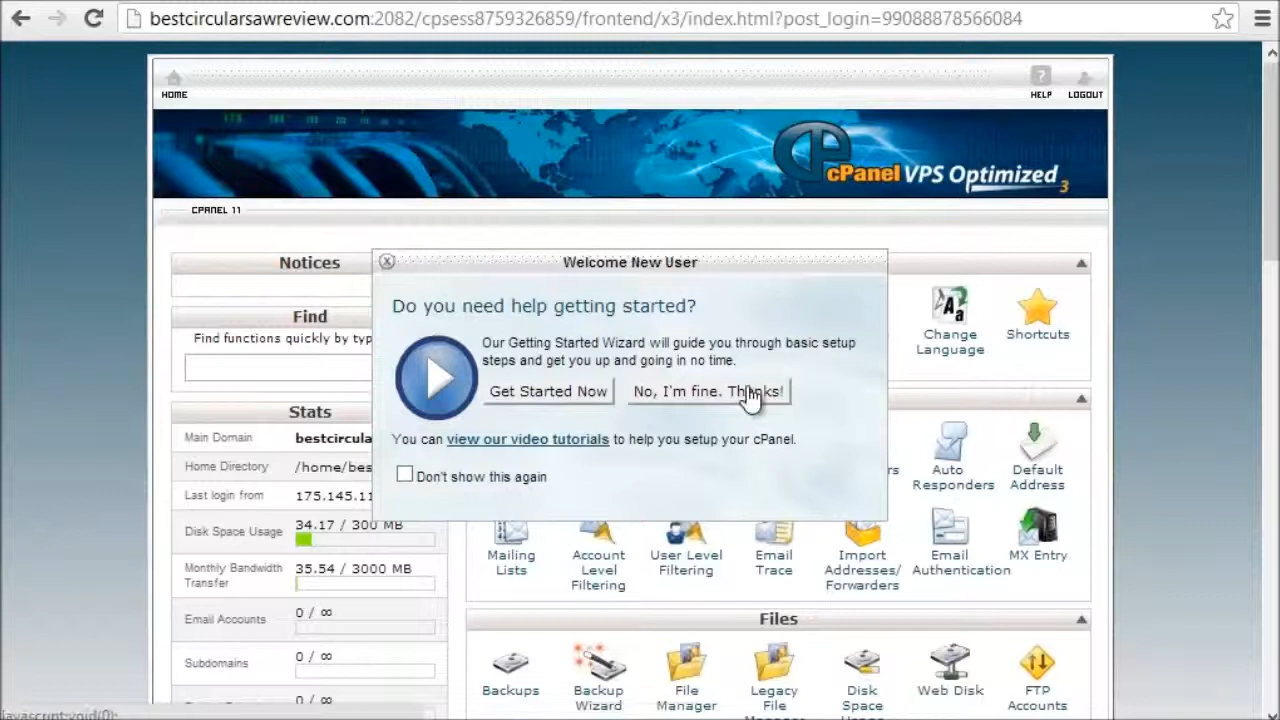 bestcircularsawreview.com:2082/cpsess8759326859/frontend/x3/index.html?post_login=99088878566084
HOME
HELP
LOGOUT
cPanel VPS Optimized 3
CPANEL 11
Notices
Find
Find functions quickly by typ
Stats
Main Domain
bestcircula
Home Directory
/home/bes
Last login from
175.145.11
Disk Space Usage
34.17 / 300 MB
Monthly Bandwidth
Transfer
35.54 / 3000 MB
Email Accounts
0 / ∞
Subdomains
0 / ∞
0 / ∞
Welcome New User
Do you need help getting started?
Our Getting Started Wizard will guide you through basic setup
steps and get you up and going in no time.
Get Started Now
No, I'm fine. Thanks!
You can view our video tutorials to help you setup your cPanel.
Don't show this again
Change
Language
Shortcuts
Auto
Responders
Default
Address
Mailing
Lists
Account
Level
Filtering
User Level
Filtering
Email
Trace
Import
Addresses/
Forwarders
Email
Authentication
MX Entry
Files
Backups
Backup
Wizard
File
Manager
Legacy
File
Disk
Space
Web Disk
FTP
Accounts
javascript:void(0);